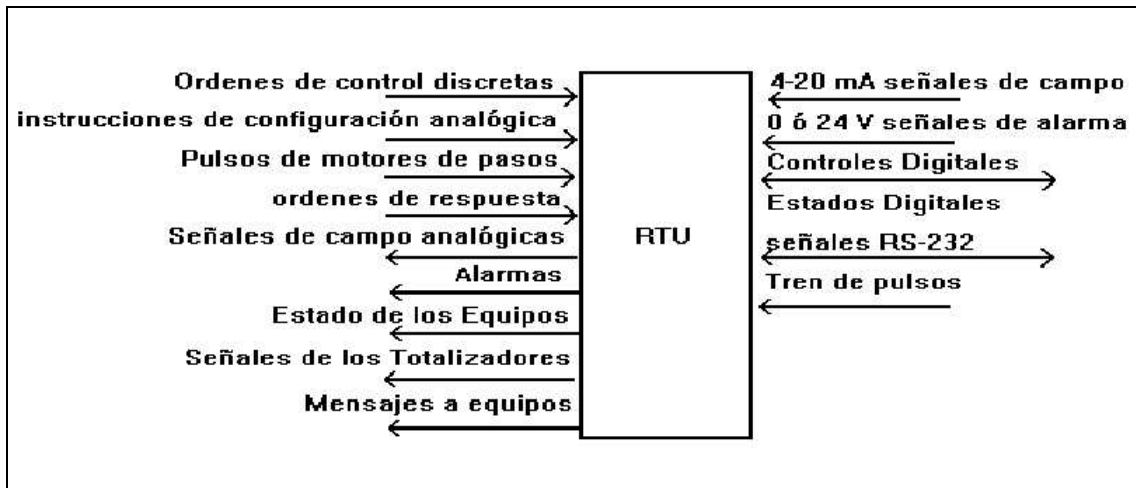 Ordenes de control discretas
instrucciones de configuración analógica
Pulsos de motores de pasos
ordenes de respuesta
Señales de campo analógicas
Alarmas
Estado de los Equipos
Señales de los Totalizadores
Mensajes a equipos
RTU
4-20 mA señales de campo
0 ó 24 V señales de alarma
Controles Digitales
Estados Digitales
señales RS-232
Tren de pulsos